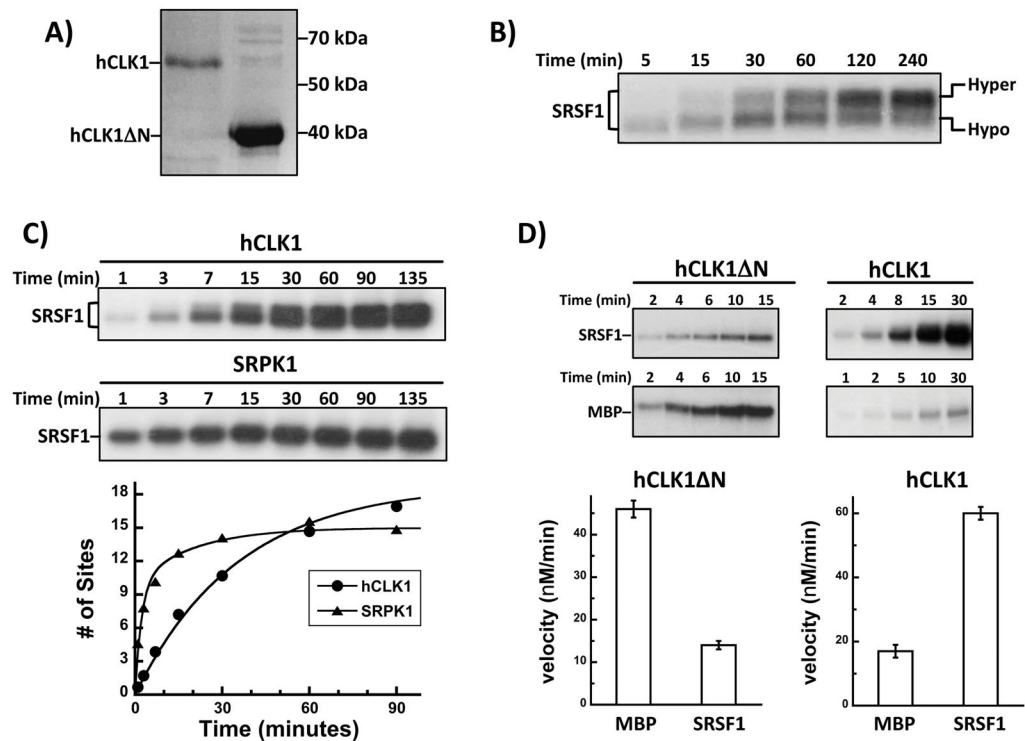 A)
hCLK1
hCLK1ΔN
70 kDa
50 kDa
40 kDa
B)
Time (min) 5 15 30 60 120 240
SRSF1
Hyper
Hypo
C)
hCLK1
Time (min) 1 3 7 15 30 60 90 135
SRSF1
SRPK1
Time (min) 1 3 7 15 30 60 90 135
SRSF1
# of Sites
18
15
12
9
6
3
0
hCLK1
SRPK1
0 30 60 90
Time (minutes)
D)
hCLK1ΔN
Time (min) 2 4 6 10 15
SRSF1
Time (min) 2 4 6 10 15
MBP
hCLK1
2 4 8 15 30
1 2 5 10 30
hCLK1ΔN
velocity (nM/min)
40
30
20
10
0
MBP SRSF1
hCLK1
velocity (nM/min)
60
40
20
0
MBP SRSF1